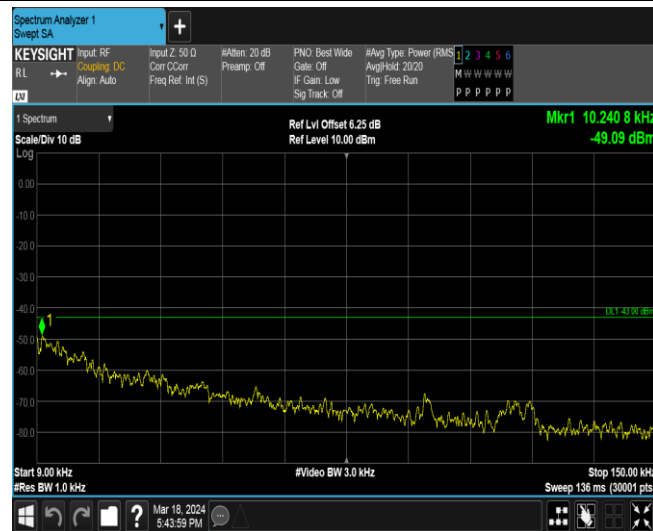 Spectrum Analyzer 1
Swept SA
+
KEYSIGHT
RL
LXI
Input: RF
Coupling: DC
Align: Auto
Input Z: 50 Ω
Corr CCorr
Freq Ref: Int (S)
#Atten: 20 dB
Preamp: Off
PNO: Best Wide
Gate: Off
IF Gain: Low
Sig Track: Off
#Avg Type: Power (RMS
Avg|Hold: 20/20
Trig: Free Run
1 2 3 4 5 6
M W W W W W
P P P P P P
1 Spectrum
Scale/Div 10 dB
Log
Ref Lvl Offset 6.25 dB
Ref Level 10.00 dBm
Mkr1 10.240 8 kHz
-49.09 dBm
0.00
-10.0
-20.0
-30.0
-40.0
-50.0
-60.0
-70.0
-80.0
1
DL1 -43.00 dBm
Start 9.00 kHz
#Res BW 1.0 kHz
#Video BW 3.0 kHz
Stop 150.00 kHz
Sweep 136 ms (30001 pts)
?
Mar 18, 2024
5:43:59 PM